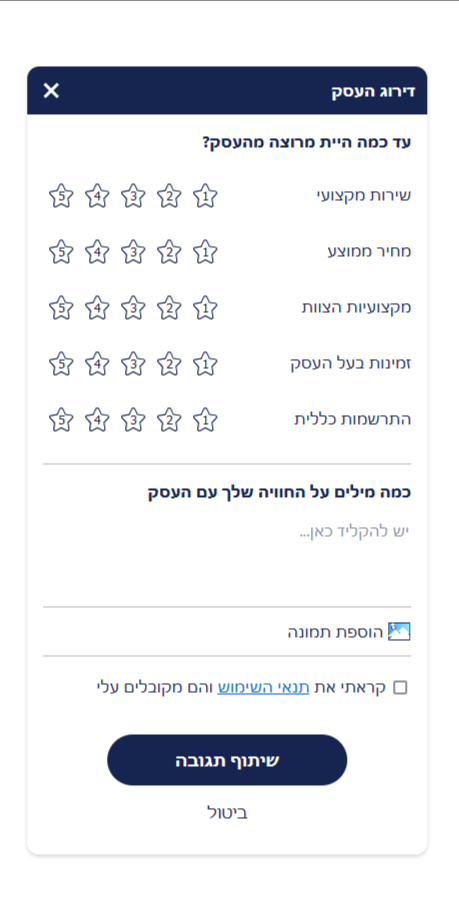 דירוג העסק ×
עד כמה היית מרוצה מהעסק?
שירות מקצועי 1 2 3 4 5
מחיר ממוצע 1 2 3 4 5
מקצועיות הצוות 1 2 3 4 5
זמינות בעל העסק 1 2 3 4 5
התרשמות כללית 1 2 3 4 5
כמה מילים על החוויה שלך עם העסק
יש להקליד כאן...
הוספת תמונה
קראתי את תנאי השימוש והם מקובלים עלי
שיתוף תגובה
ביטול